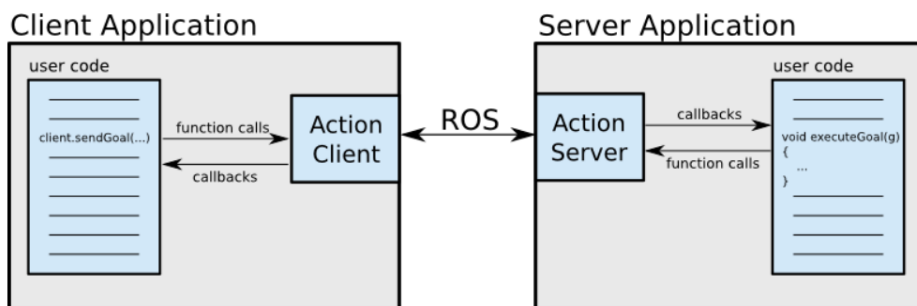 Client Application
user code
client.sendGoal(...)
function calls
callbacks
Action
Client
ROS
Server Application
Action
Server
callbacks
function calls
user code
void executeGoal(g)
{
...
}